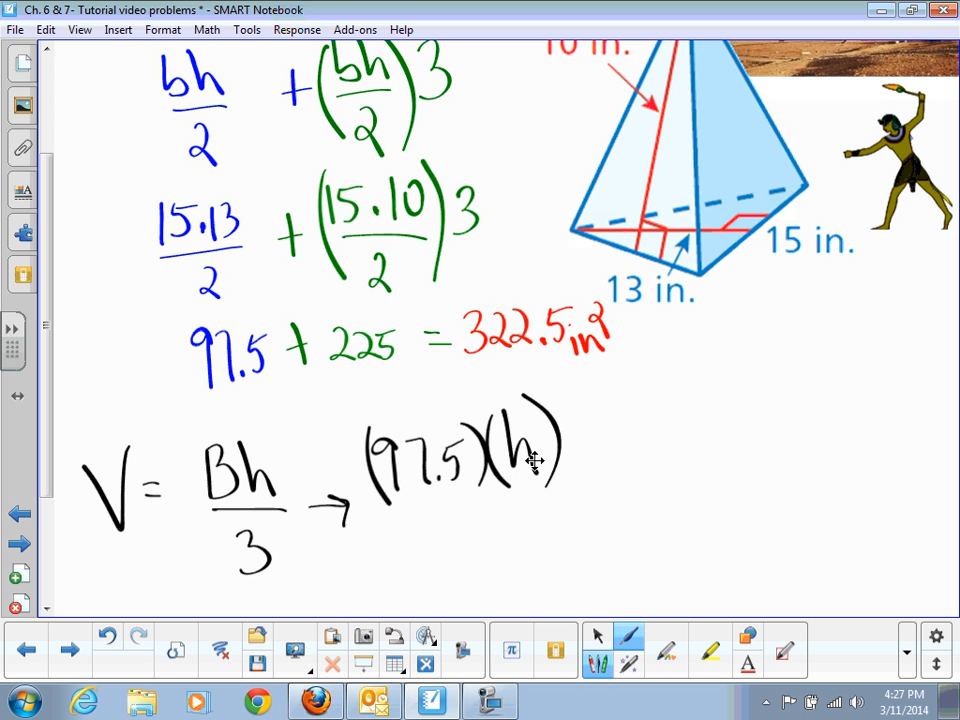 Ch. 6 & 7- Tutorial video problems * - SMART Notebook
File Edit View Insert Format Math Tools Response Add-ons Help
bh/2 + (bh/2)3
10 in.
15.13/2 + (15.10/2)3
15 in.
13 in.
97.5 + 225 = 322.5in²
V = Bh/3 → (97.5)(h)
π
A
4:27 PM
3/11/2014